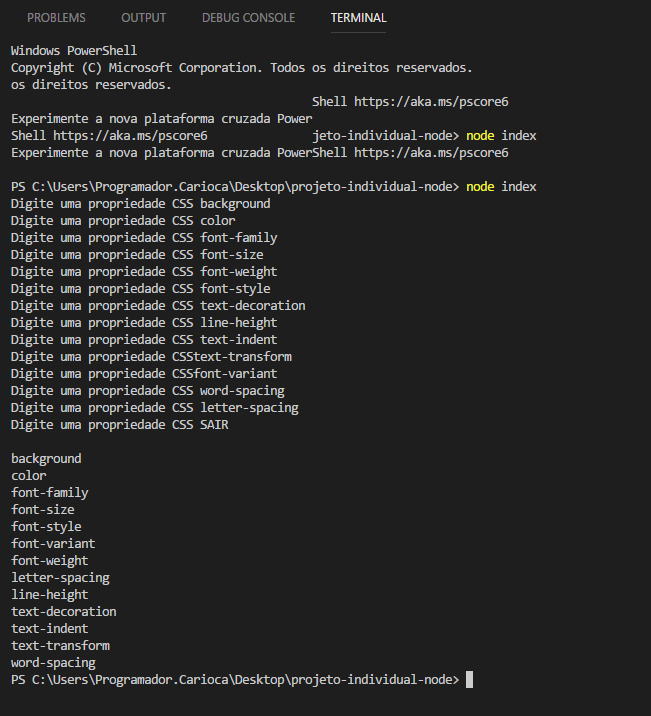 PROBLEMS OUTPUT DEBUG CONSOLE TERMINAL
Windows PowerShell
Copyright (C) Microsoft Corporation. Todos os direitos reservados.
os direitos reservados.
Shell https://aka.ms/pscore6
Experimente a nova plataforma cruzada Power
Shell https://aka.ms/pscore6 jeto-individual-node> node index
Experimente a nova plataforma cruzada PowerShell https://aka.ms/pscore6
PS C:\Users\Programador.Carioca\Desktop\projeto-individual-node> node index
Digite uma propriedade CSS background
Digite uma propriedade CSS color
Digite uma propriedade CSS font-family
Digite uma propriedade CSS font-size
Digite uma propriedade CSS font-weight
Digite uma propriedade CSS font-style
Digite uma propriedade CSS text-decoration
Digite uma propriedade CSS line-height
Digite uma propriedade CSS text-indent
Digite uma propriedade CSStext-transform
Digite uma propriedade CSSfont-variant
Digite uma propriedade CSS word-spacing
Digite uma propriedade CSS letter-spacing
Digite uma propriedade CSS SAIR
background
color
font-family
font-size
font-style
font-variant
font-weight
letter-spacing
line-height
text-decoration
text-indent
text-transform
word-spacing
PS C:\Users\Programador.Carioca\Desktop\projeto-individual-node>